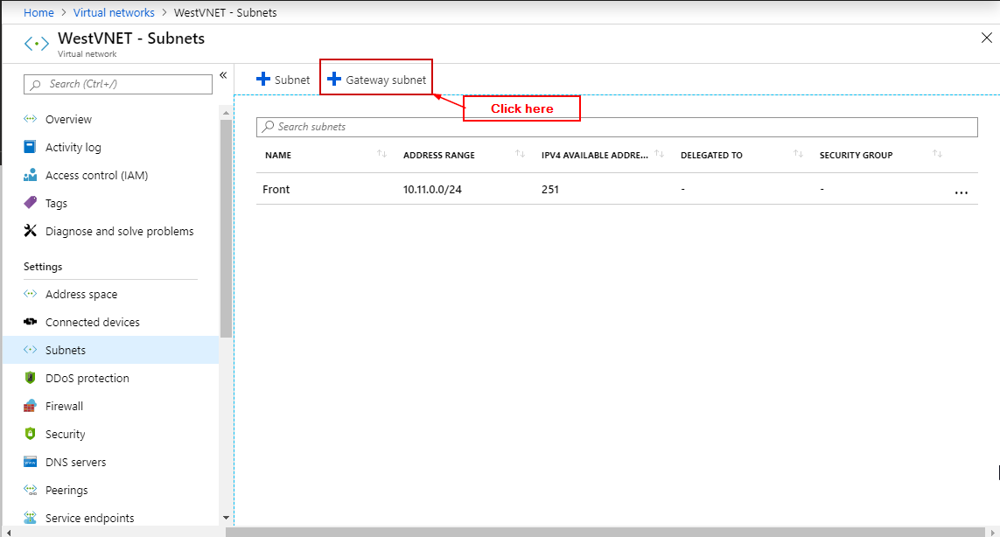 Home > Virtual networks > WestVNET - Subnets
WestVNET - Subnets
Virtual network
Search (Ctrl+/)
«
Overview
Activity log
Access control (IAM)
Tags
Diagnose and solve problems
Settings
Address space
Connected devices
Subnets
DDoS protection
Firewall
Security
DNS servers
Peerings
Service endpoints
Subnet
Gateway subnet
Click here
Search subnets
NAME ADDRESS RANGE IPV4 AVAILABLE ADDRE... DELEGATED TO SECURITY GROUP
Front 10.11.0.0/24 251 - - ...